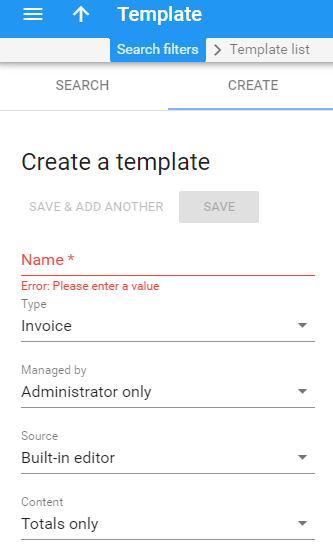 Template
Search filters Template list
SEARCH CREATE
Create a template
SAVE & ADD ANOTHER SAVE
Name *
Error: Please enter a value
Type
Invoice
Managed by
Administrator only
Source
Built-in editor
Content
Totals only